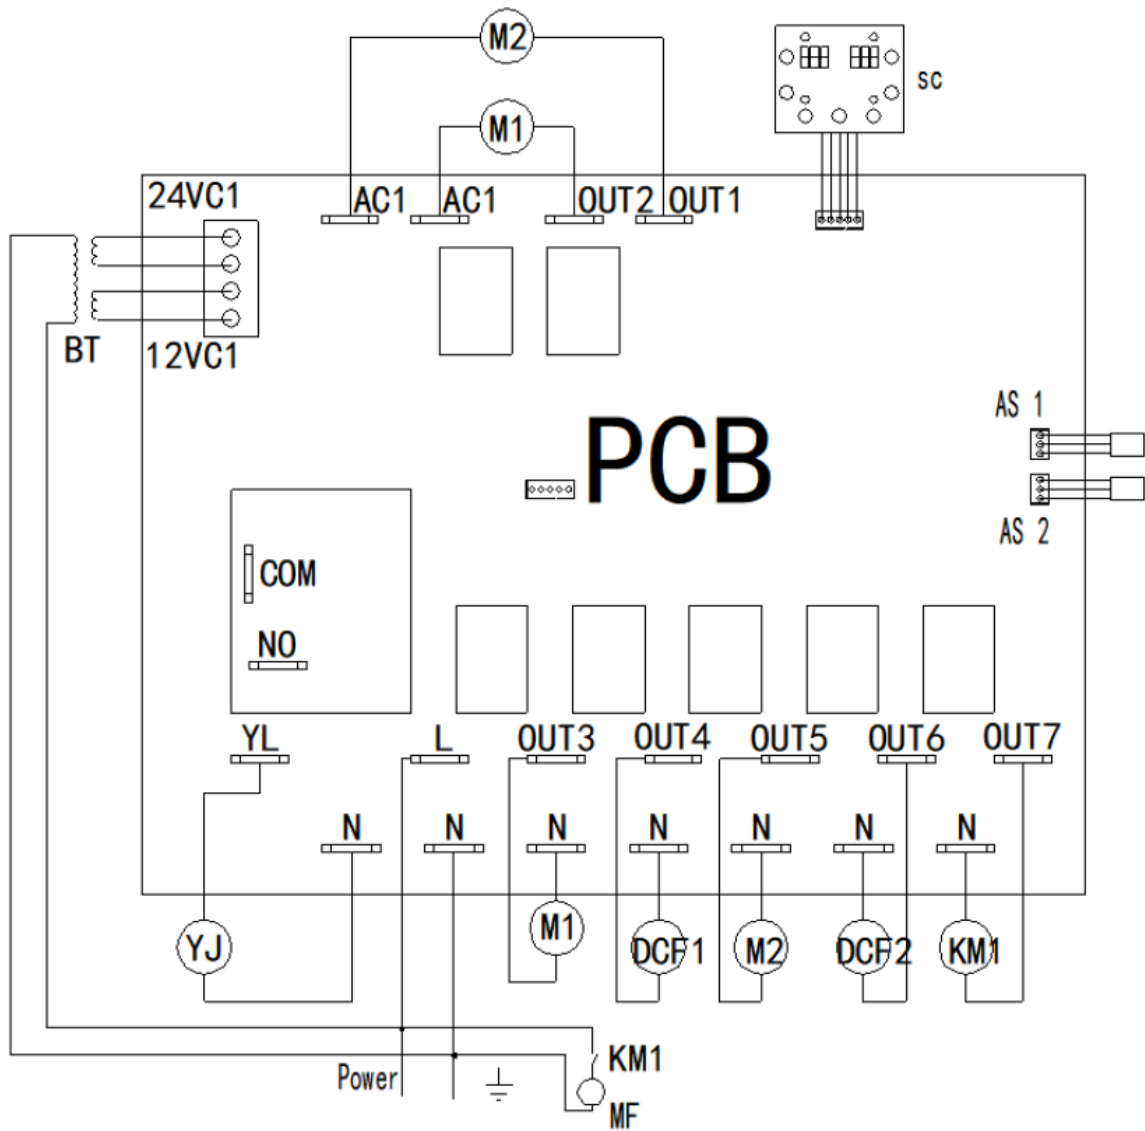 M2
SC
M1
24VC1
AC1 AC1 OUT2 OUT1
BT
12VC1
AS 1
PCB
AS 2
COM
NO
YL L OUT3 OUT4 OUT5 OUT6 OUT7
N N N N N N N
YJ M1 DCF1 M2 DCF2 KM1
KM1
Power
MF